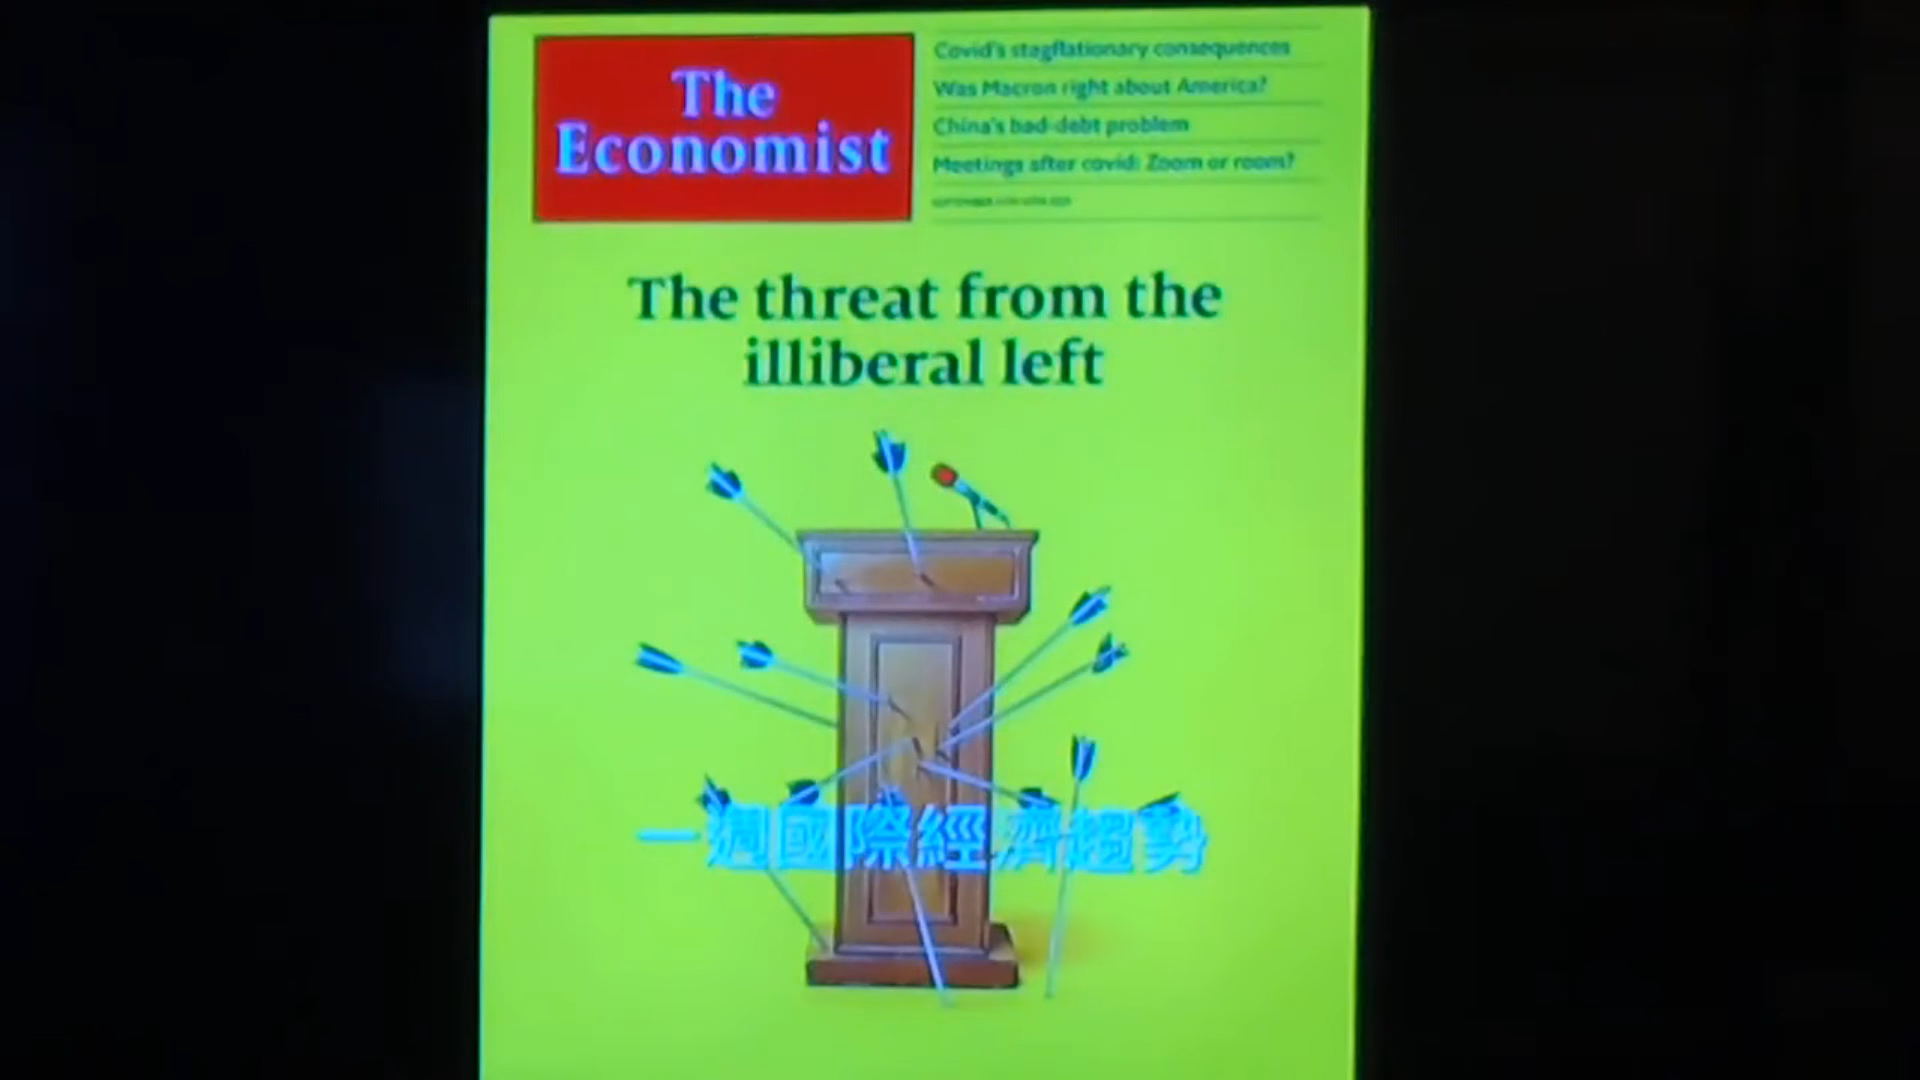 The
Economist
Covid's stagflationary consequences
Was Macron right about America?
China's bad-debt problem
Meetings after covid: Zoom or room?
SEPTEMBER
The threat from the
illiberal left
一週國際經濟趨勢